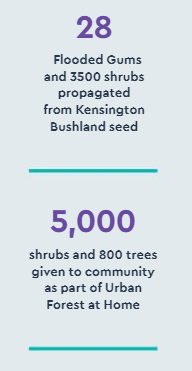 28
Flooded Gums
and 3500 shrubs
propagated
from Kensington
Bushland seed
5,000
shrubs and 800 trees
given to community
as part of Urban
Forest at Home